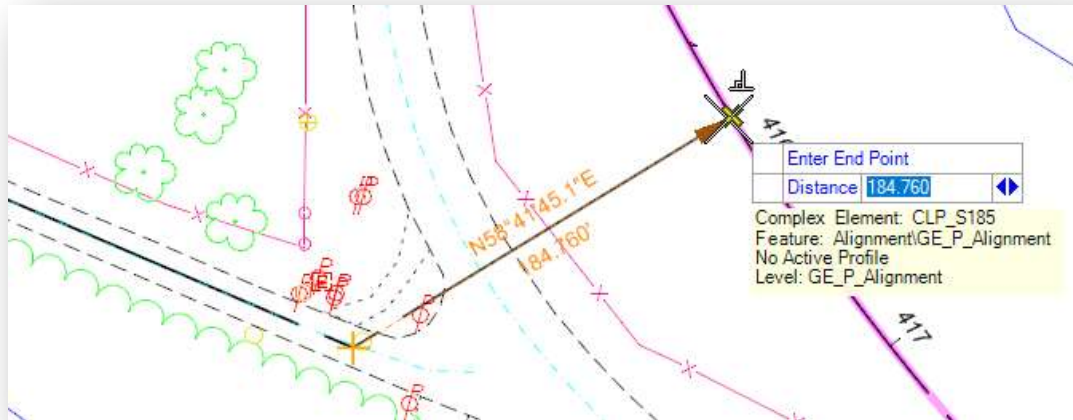 416
Enter End Point
Distance 184.760
N58°41'45.1"E
184.760'
Complex Element: CLP_S185
Feature: Alignment\GE_P_Alignment
No Active Profile
Level: GE_P_Alignment
E
417